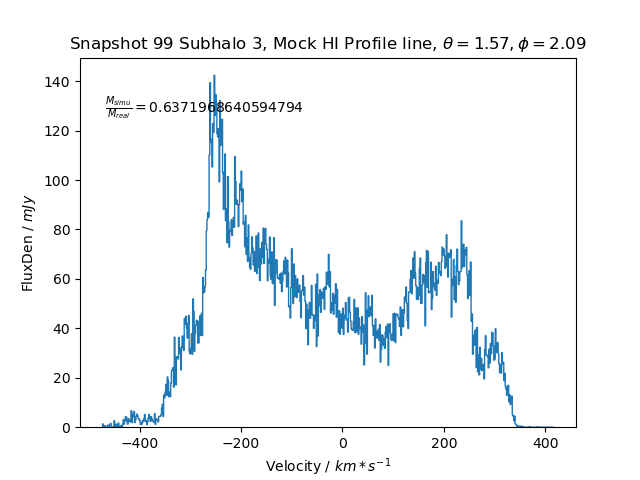 Snapshot 99 Subhalo 3, Mock HI Profile line, θ = 1.57, ϕ = 2.09
M_simu/M_real = 0.6371968640594794
FluxDen / mJy
140
120
100
80
60
40
20
0
−400 −200 0 200 400
Velocity / km * s⁻¹